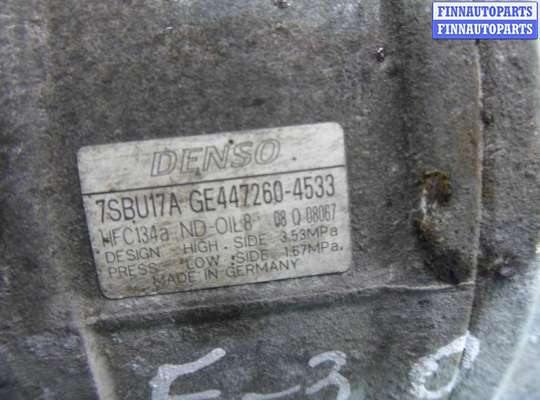 FINNAUTOPARTS
FINNAUTOPARTS
DENSO
7SBU17A GE447260-4533
HFC134a ND-OIL8 08 0 08067
DESIGN HIGH-SIDE 3.53MPa
PRESS LOW-SIDE 1.67MPa
MADE IN GERMANY